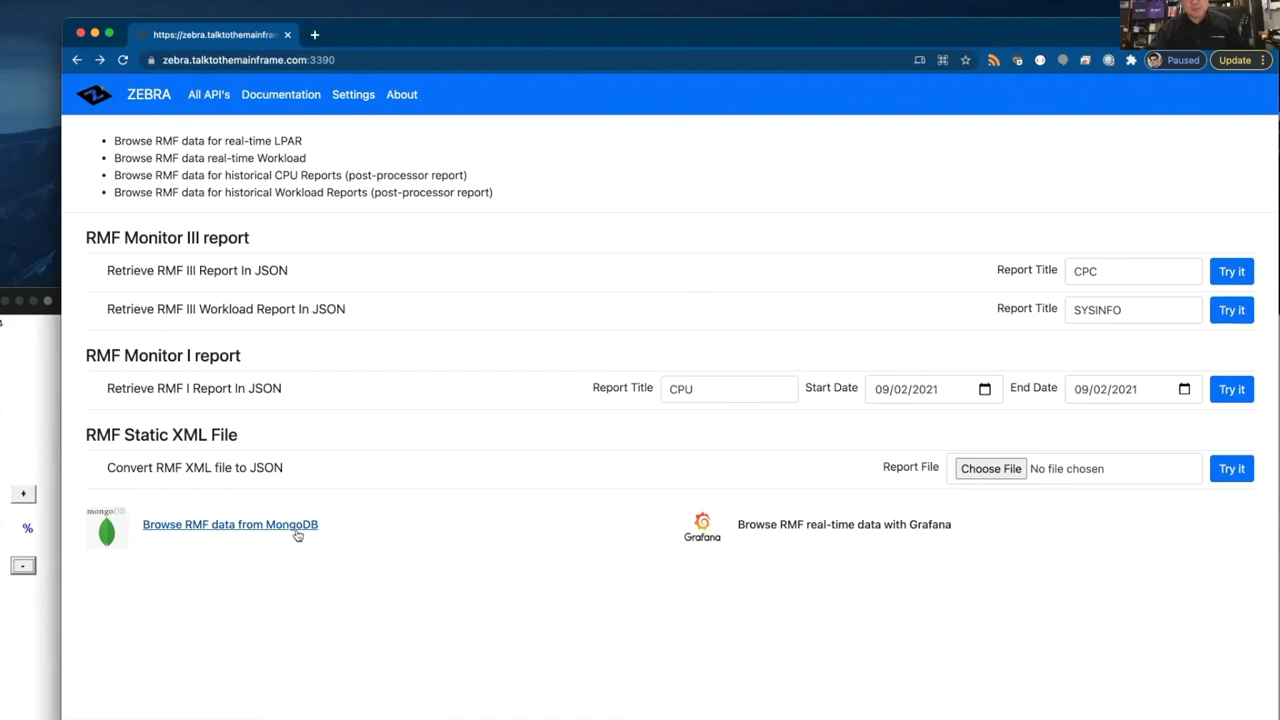 https://zebra.talktothemainfra
zebra.talktothemainframe.com:3390
Paused
Update
ZEBRA
All API's
Documentation
Settings
About
Browse RMF data for real-time LPAR
Browse RMF data real-time Workload
Browse RMF data for historical CPU Reports (post-processor report)
Browse RMF data for historical Workload Reports (post-processor report)
RMF Monitor III report
Retrieve RMF III Report In JSON
Report Title
CPC
Try it
Retrieve RMF III Workload Report In JSON
Report Title
SYSINFO
Try it
RMF Monitor I report
Retrieve RMF I Report In JSON
Report Title
CPU
Start Date
09/02/2021
End Date
09/02/2021
Try it
RMF Static XML File
Convert RMF XML file to JSON
Report File
Choose File
No file chosen
Try it
+
%
-
mongoDB
Browse RMF data from MongoDB
Grafana
Browse RMF real-time data with Grafana